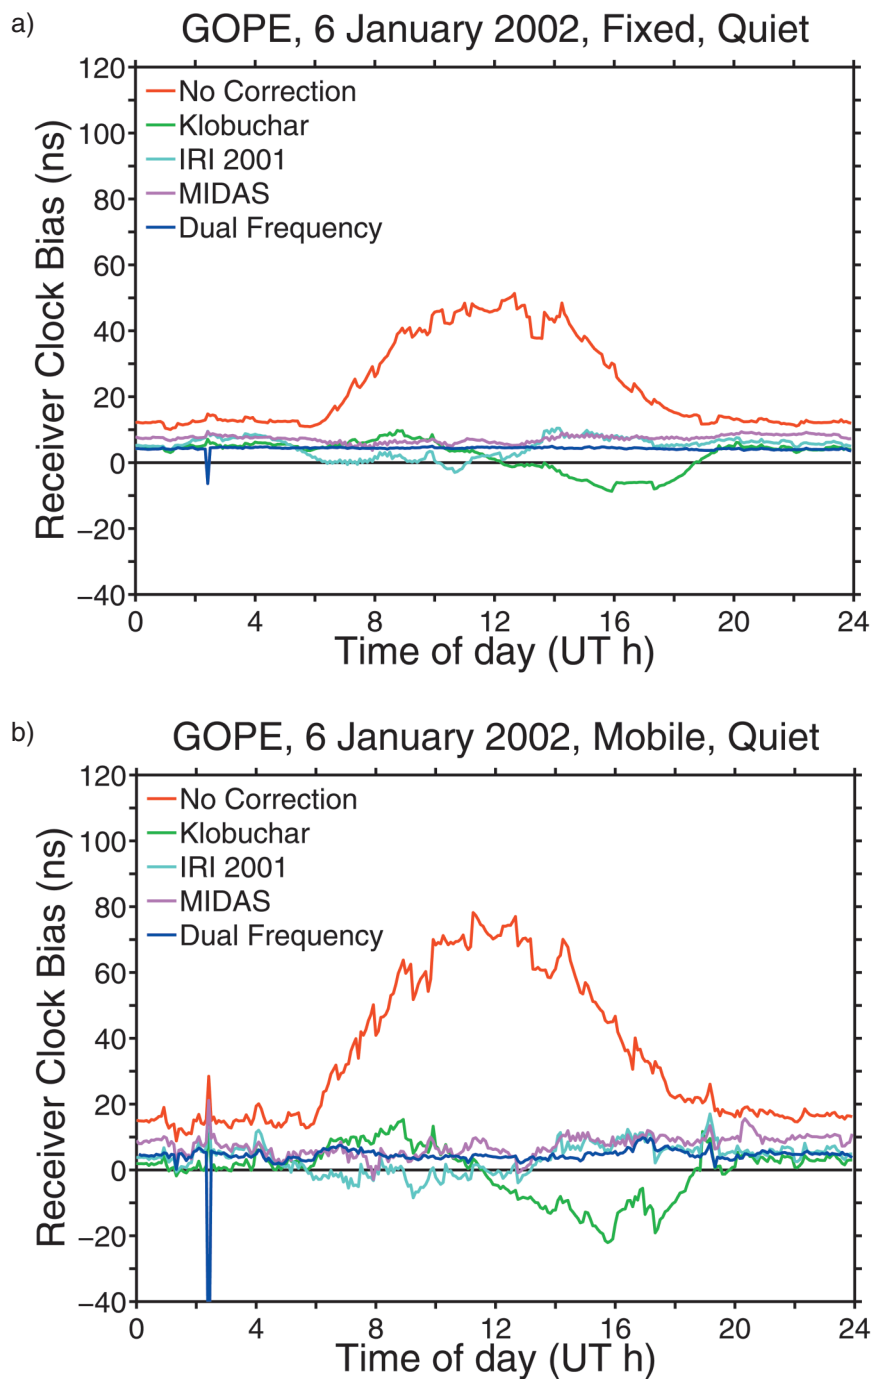 a)
GOPE, 6 January 2002, Fixed, Quiet
120
100
80
60
40
20
0
−20
−40
Receiver Clock Bias (ns)
No Correction
Klobuchar
IRI 2001
MIDAS
Dual Frequency
0 4 8 12 16 20 24
Time of day (UT h)
b)
GOPE, 6 January 2002, Mobile, Quiet
120
100
80
60
40
20
0
−20
−40
Receiver Clock Bias (ns)
No Correction
Klobuchar
IRI 2001
MIDAS
Dual Frequency
0 4 8 12 16 20 24
Time of day (UT h)